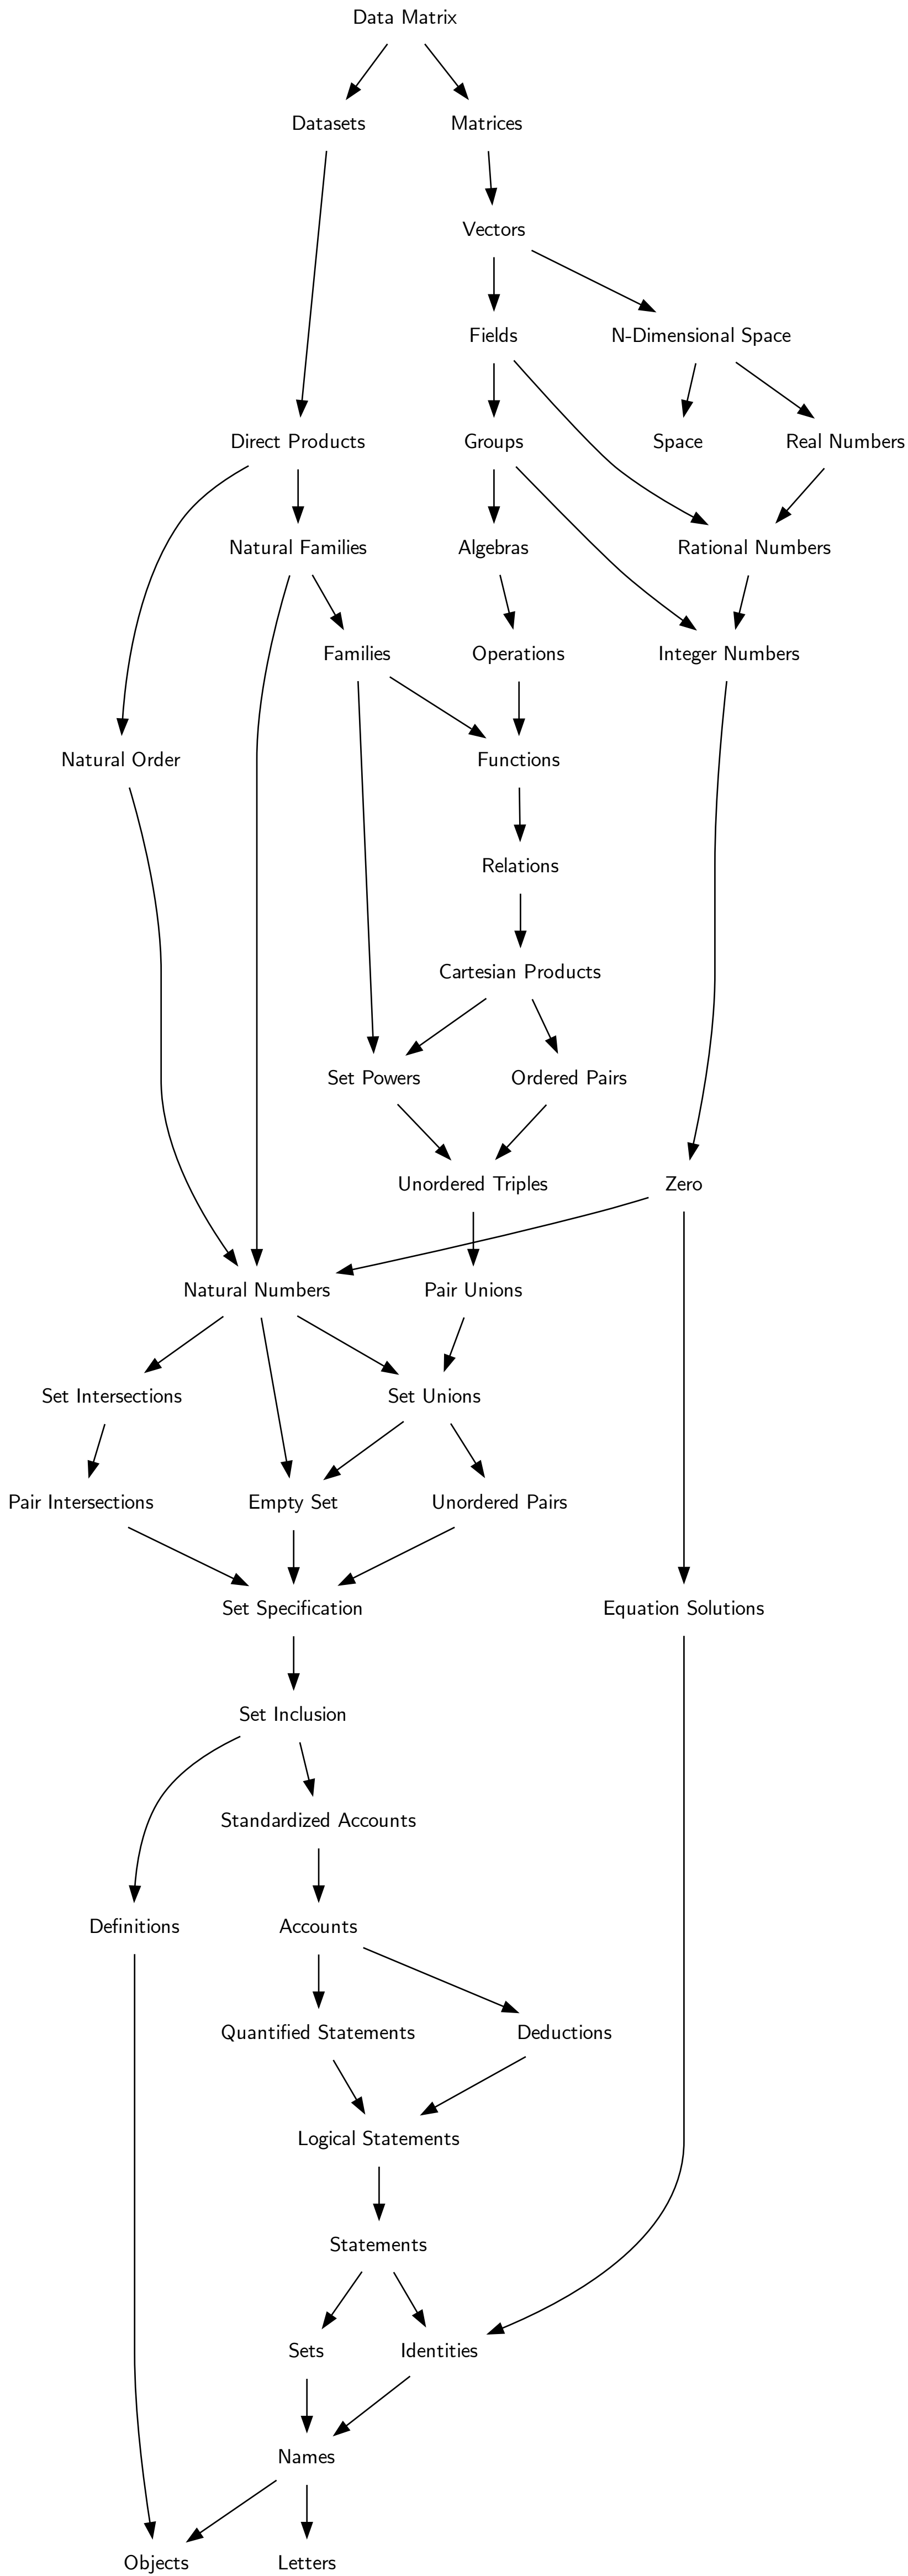 Data Matrix
Datasets
Matrices
Vectors
Fields
N-Dimensional Space
Direct Products
Groups
Space
Real Numbers
Natural Families
Algebras
Rational Numbers
Families
Operations
Integer Numbers
Natural Order
Functions
Relations
Cartesian Products
Set Powers
Ordered Pairs
Unordered Triples
Zero
Natural Numbers
Pair Unions
Set Intersections
Set Unions
Pair Intersections
Empty Set
Unordered Pairs
Set Specification
Equation Solutions
Set Inclusion
Standardized Accounts
Definitions
Accounts
Quantified Statements
Deductions
Logical Statements
Statements
Sets
Identities
Names
Objects
Letters